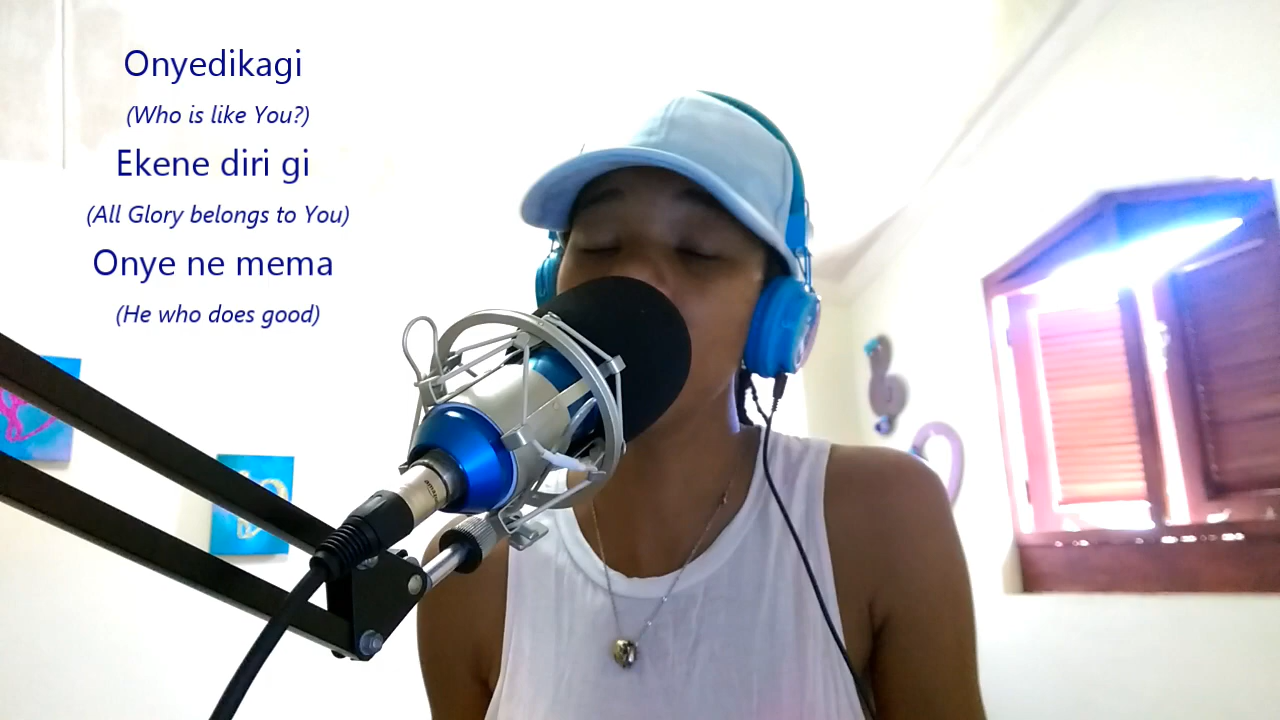 Onyedikagi
(Who is like You?)
Ekene diri gi
(All Glory belongs to You)
Onye ne mema
(He who does good)